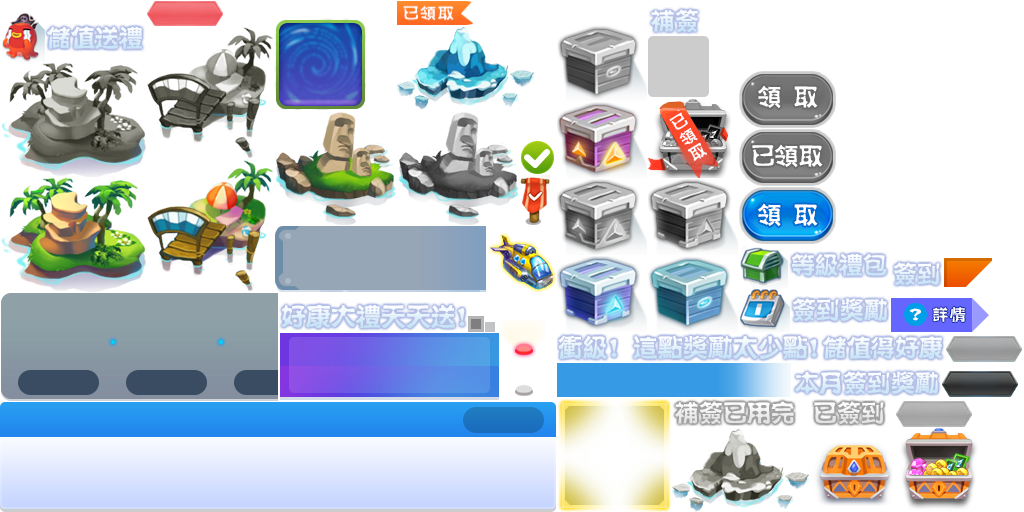 已領取
補簽
儲值送禮
領 取
已領取
已領取
領 取
等級禮包
簽到
簽到獎勵
? 詳情
好康大禮天天送!
衝級! 這點獎勵太少點! 儲值得好康
本月簽到獎勵
補簽已用完
已簽到